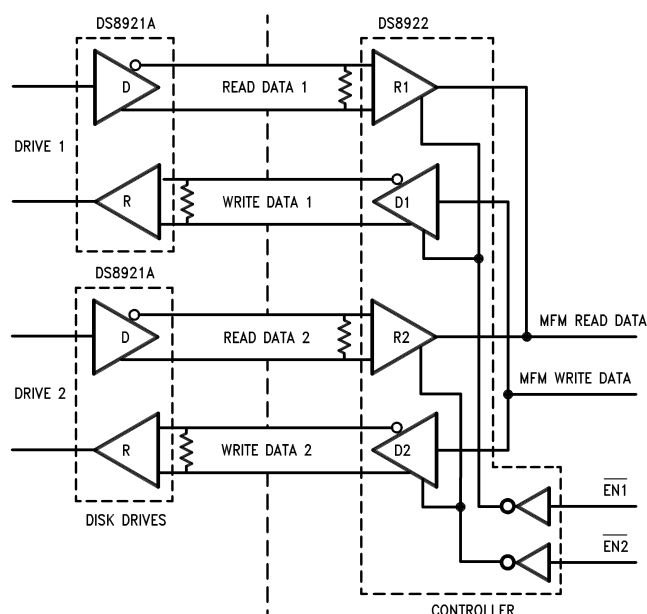 DS8921A
DS8922
D
READ DATA 1
R1
DRIVE 1
R
WRITE DATA 1
D1
DS8921A
D
READ DATA 2
R2
MFM READ DATA
MFM WRITE DATA
DRIVE 2
R
WRITE DATA 2
D2
EN1
EN2
DISK DRIVES
CONTROLLER